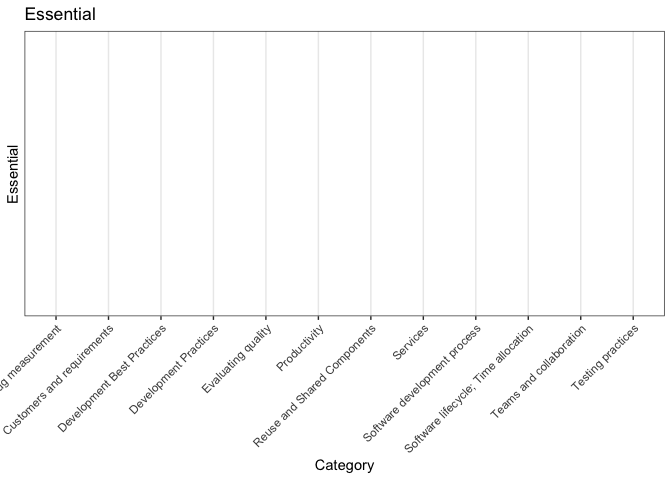 Essential
Essential
measurement
Customers and requirements
Development Best Practices
Development Practices
Evaluating quality
Productivity
Reuse and Shared Components
Services
Software development process
Software lifecycle; Time allocation
Teams and collaboration
Testing practices
Category